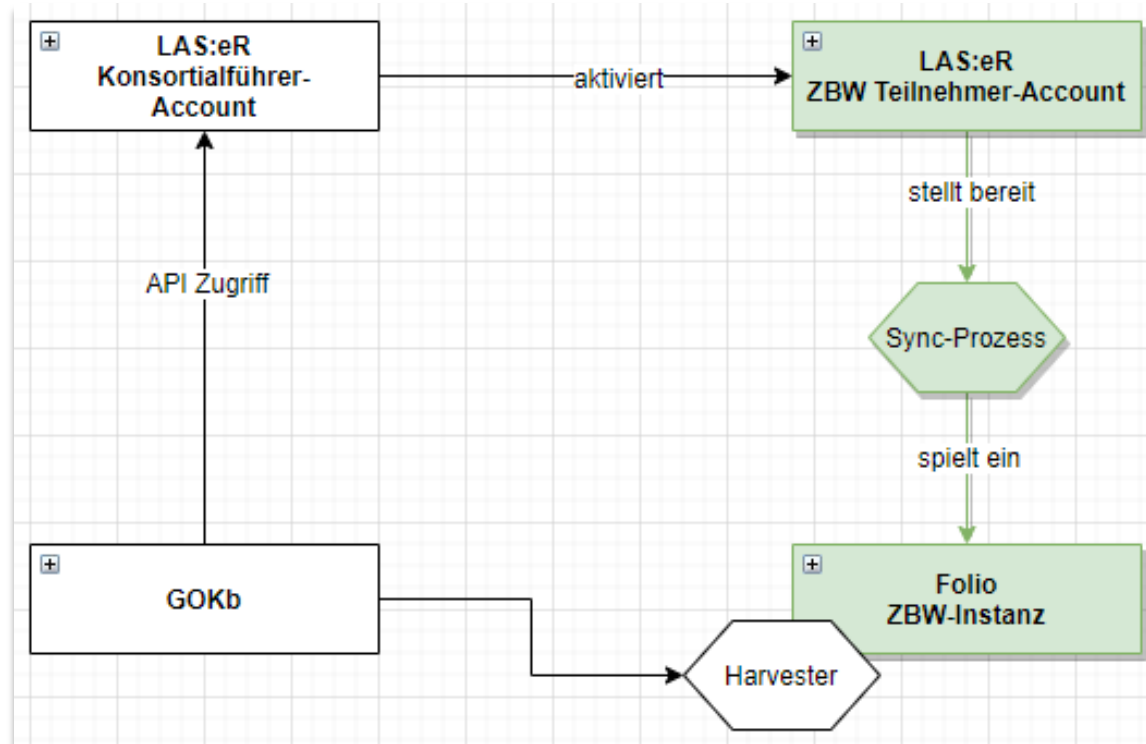 LAS:eR
Konsortialführer-
Account
aktiviert
LAS:eR
ZBW Teilnehmer-Account
stellt bereit
API Zugriff
Sync-Prozess
spielt ein
GOKb
Folio
ZBW-Instanz
Harvester